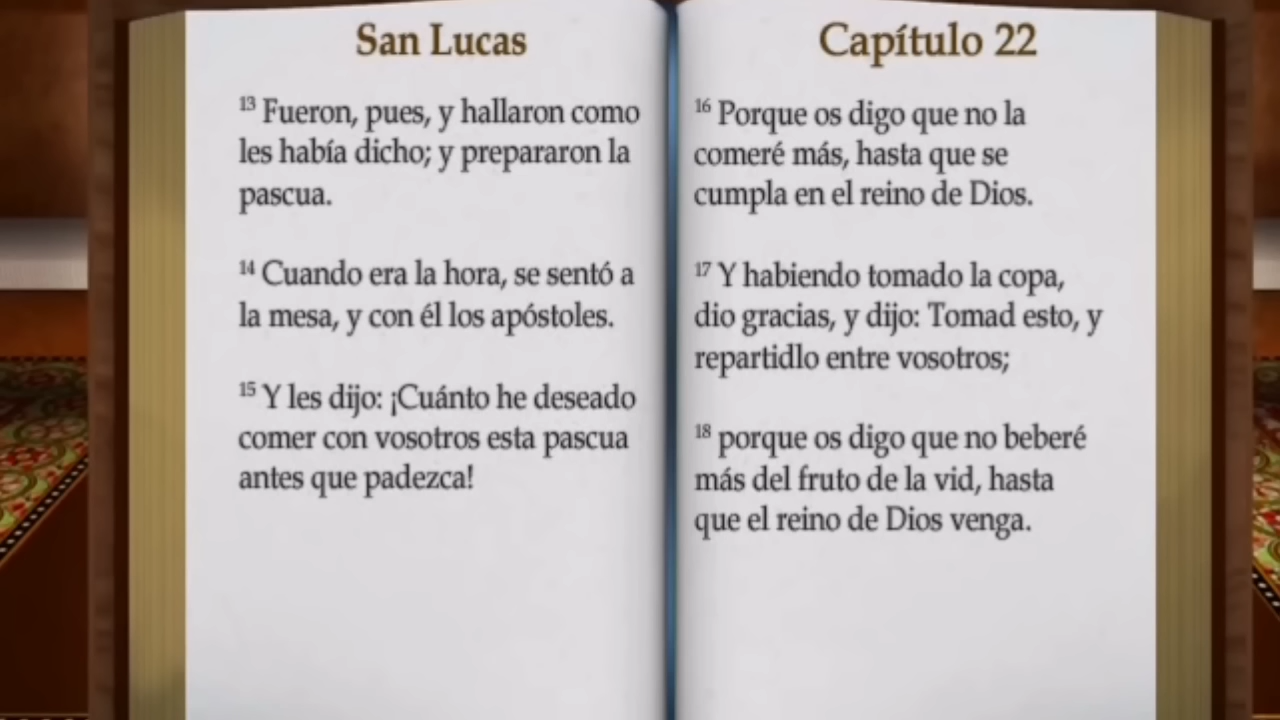 San Lucas
13 Fueron, pues, y hallaron como
les había dicho; y prepararon la
pascua.
14 Cuando era la hora, se sentó a
la mesa, y con él los apóstoles.
15 Y les dijo: ¡Cuánto he deseado
comer con vosotros esta pascua
antes que padezca!
Capítulo 22
16 Porque os digo que no la
comeré más, hasta que se
cumpla en el reino de Dios.
17 Y habiendo tomado la copa,
dio gracias, y dijo: Tomad esto, y
repartidlo entre vosotros;
18 porque os digo que no beberé
más del fruto de la vid, hasta
que el reino de Dios venga.